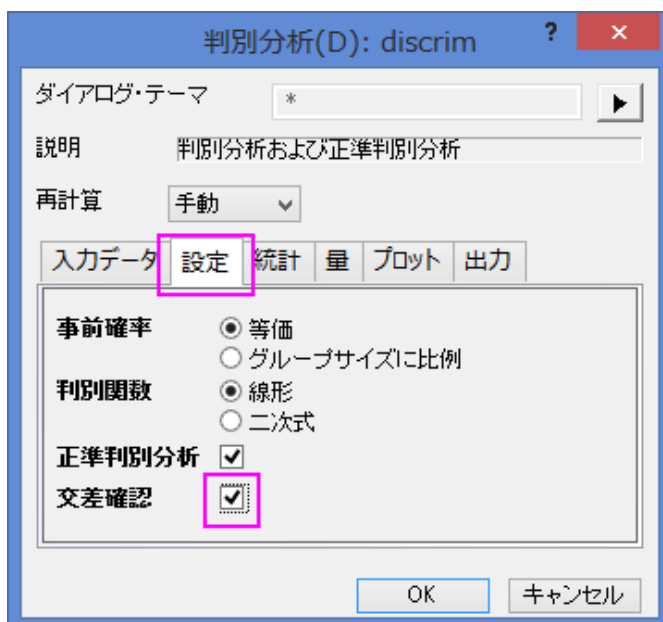 判別分析(D): discrim
?
×
ダイアログ・テーマ
*
説明
判別分析および正準判別分析
再計算
手動
入力データ 設定 統計 量 プロット 出力
事前確率
等価
グループサイズに比例
判別関数
線形
二次式
正準判別分析
交差確認
OK
キャンセル